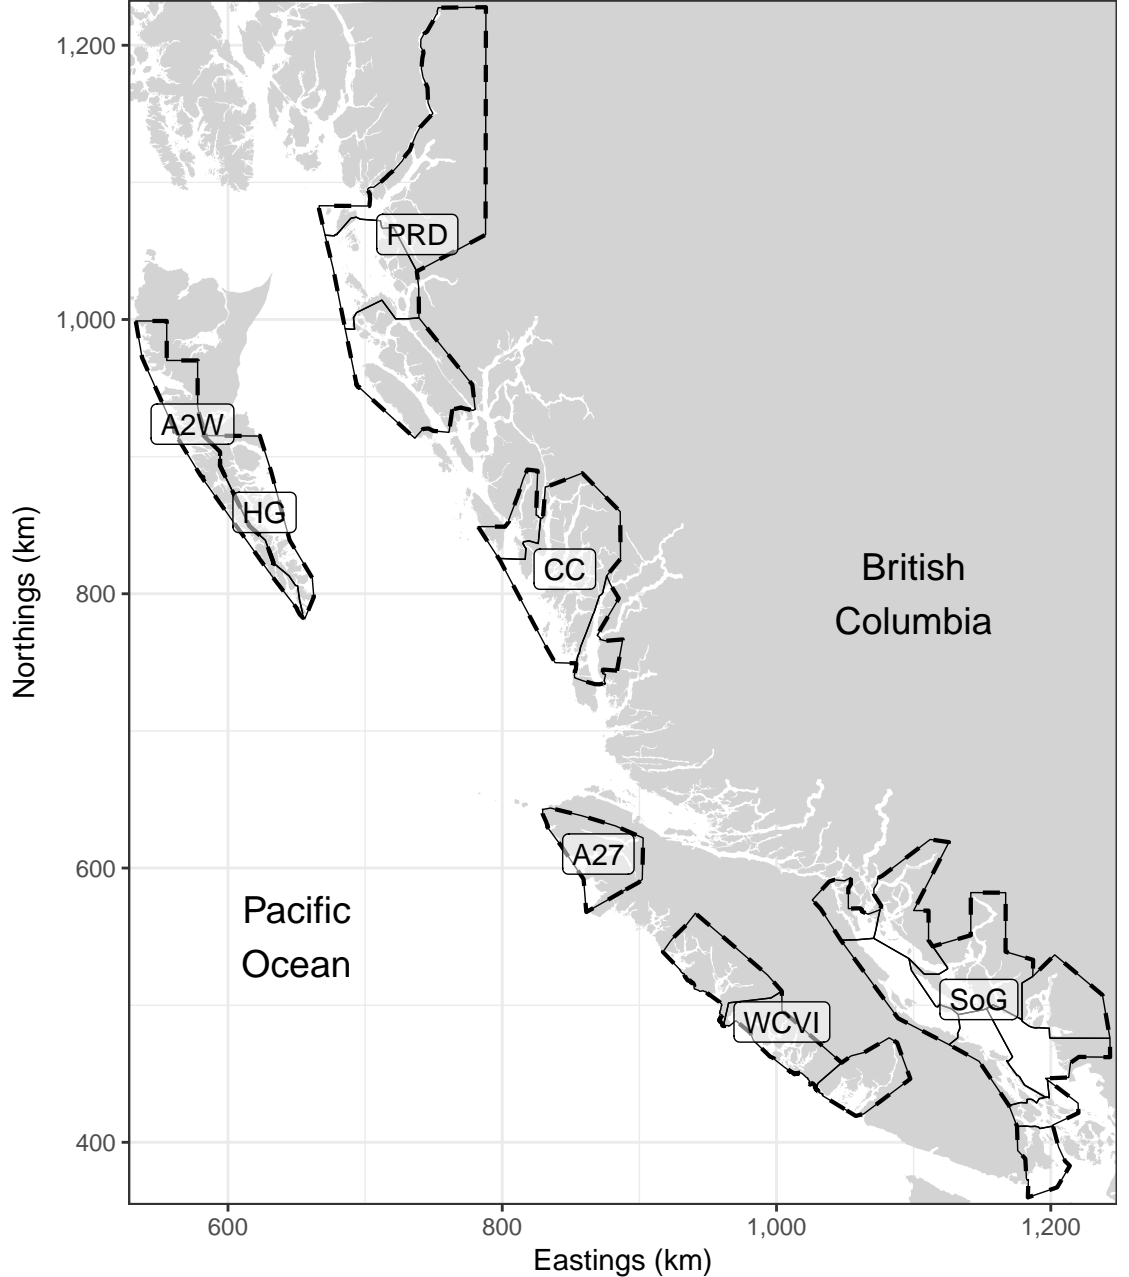 1,200
1,000
800
600
400
Northings (km)
PRD
A2W
HG
CC
British
Columbia
A27
Pacific
Ocean
SoG
WCVI
600
800
1,000
1,200
Eastings (km)